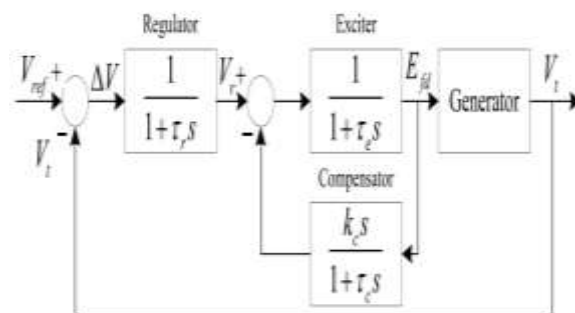 Regulator
Exciter
V_ref +
ΔV
1
1+τ_r s
V_r +
1
1+τ_e s
E_fd
Generator
V_t
-
-
V_t
Compensator
k_c s
1+τ_c s